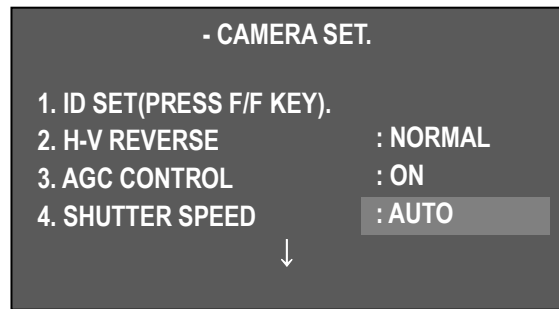 - CAMERA SET.
1. ID SET(PRESS F/F KEY).
2. H-V REVERSE : NORMAL
3. AGC CONTROL : ON
4. SHUTTER SPEED : AUTO
↓